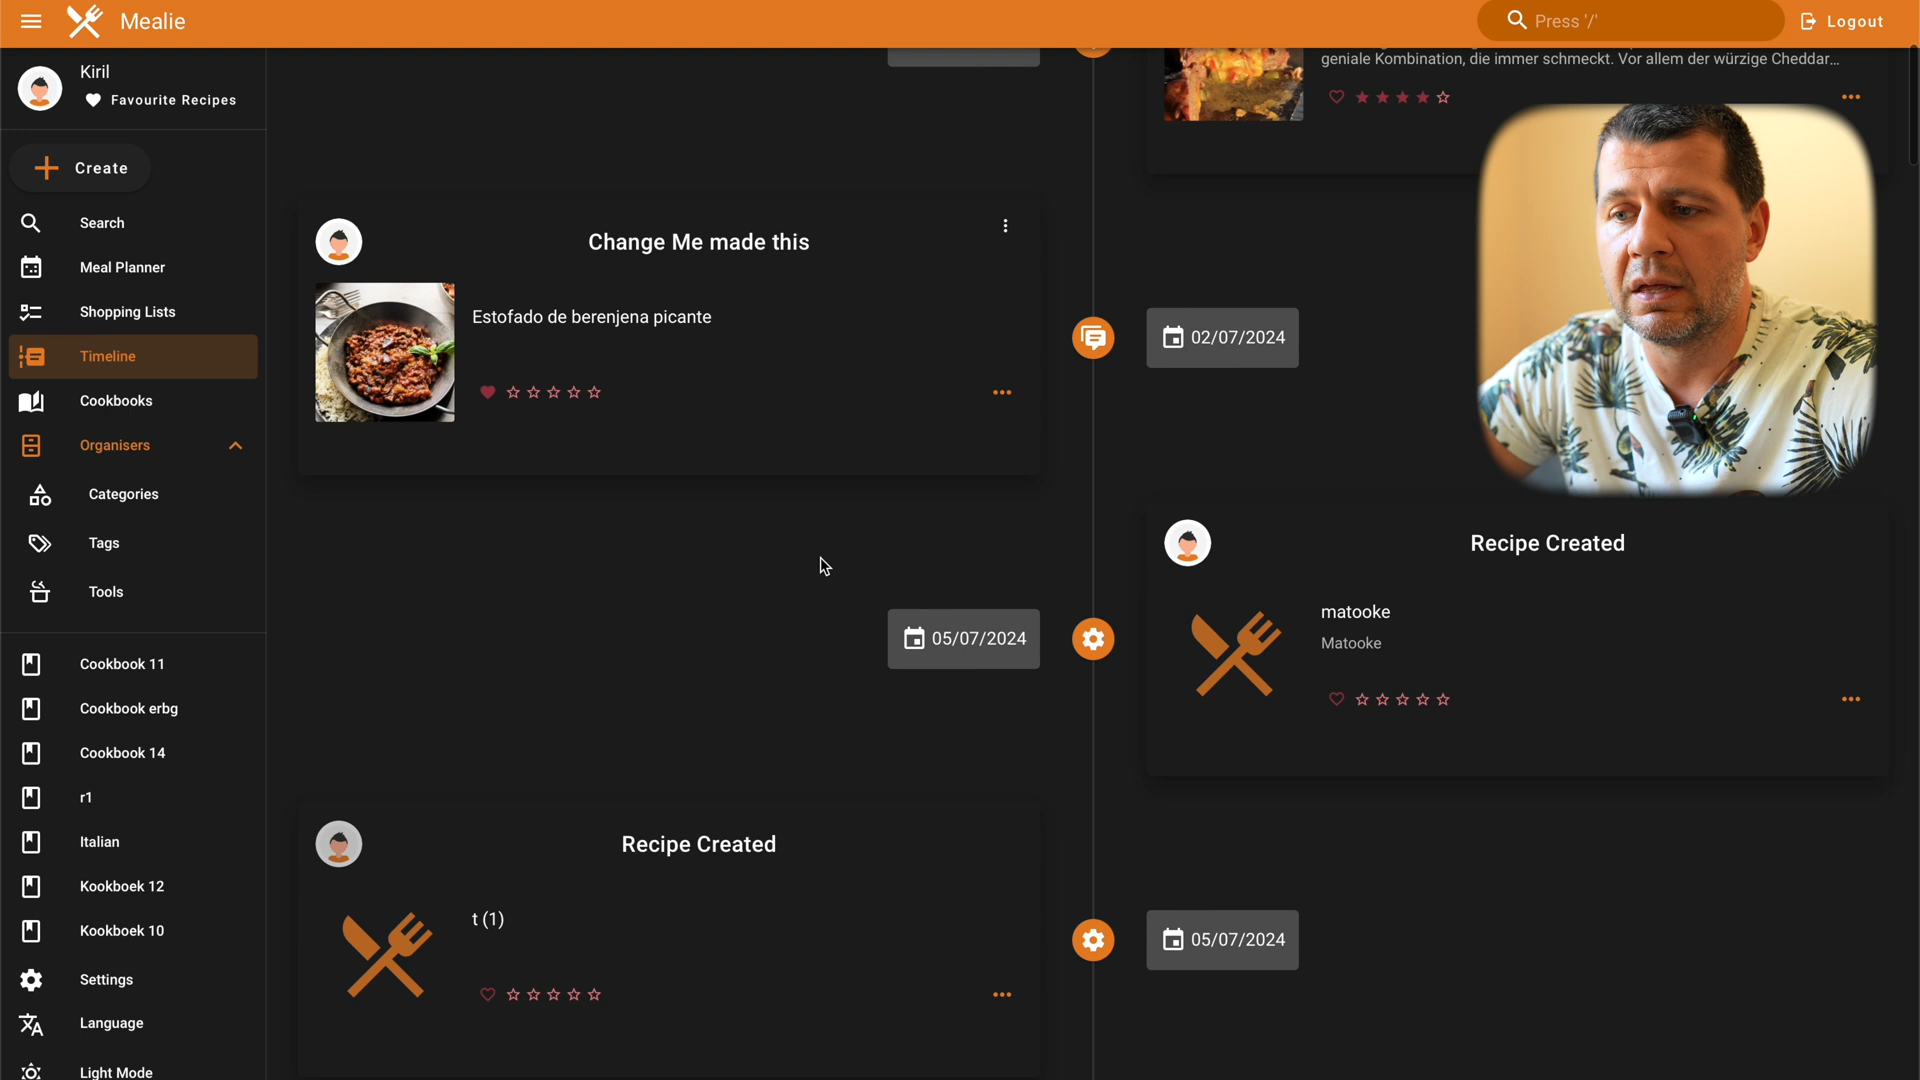 Mealie
Press '/'
Logout
Kiril
Favourite Recipes
Create
Search
Meal Planner
Shopping Lists
Timeline
Cookbooks
Organisers
Categories
Tags
Tools
Cookbook 11
Cookbook erbg
Cookbook 14
r1
Italian
Kookboek 12
Kookboek 10
Settings
Language
Light Mode
geniale Kombination, die immer schmeckt. Vor allem der würzige Cheddar...
Change Me made this
Estofado de berenjena picante
02/07/2024
Recipe Created
matooke
Matooke
05/07/2024
Recipe Created
t (1)
05/07/2024